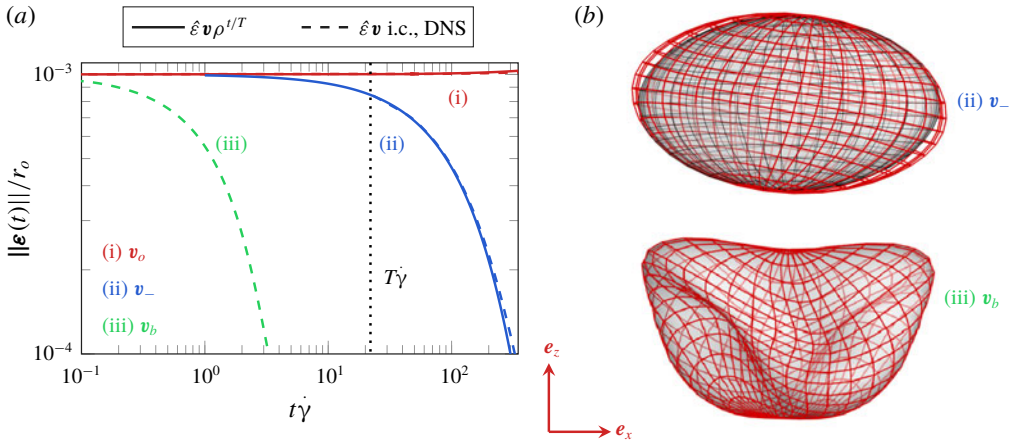 (a)
ε̂𝒗ρ^{t/T}
ε̂𝒗 i.c., DNS
10^{−3}
10^{−4}
||𝜺(t)||/r_o
(i)
(ii)
(iii)
(i) 𝒗_o
(ii) 𝒗_−
(iii) 𝒗_b
Tγ̇
10^{−1}
10^{0}
10^{1}
10^{2}
tγ̇
(b)
(ii) 𝒗_−
(iii) 𝒗_b
𝒆_z
𝒆_x